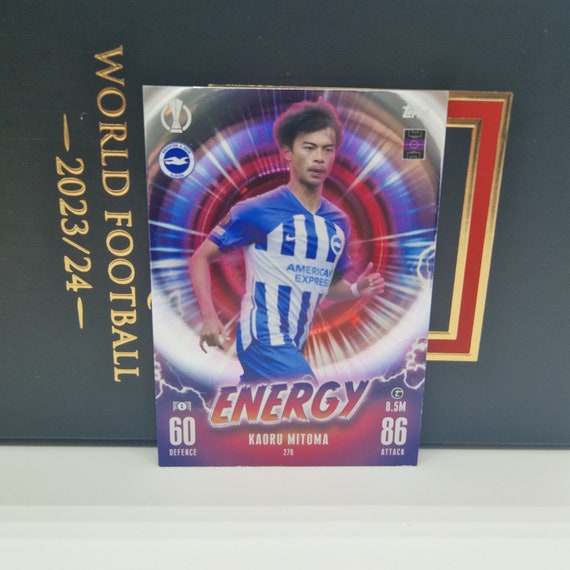 WORLD FOOTBALL
— 2023/24 —
Topps
AMERICAN
EXPRESS
ENERGY
8.5M
60
DEFENCE
KAORU MITOMA
276
86
ATTACK